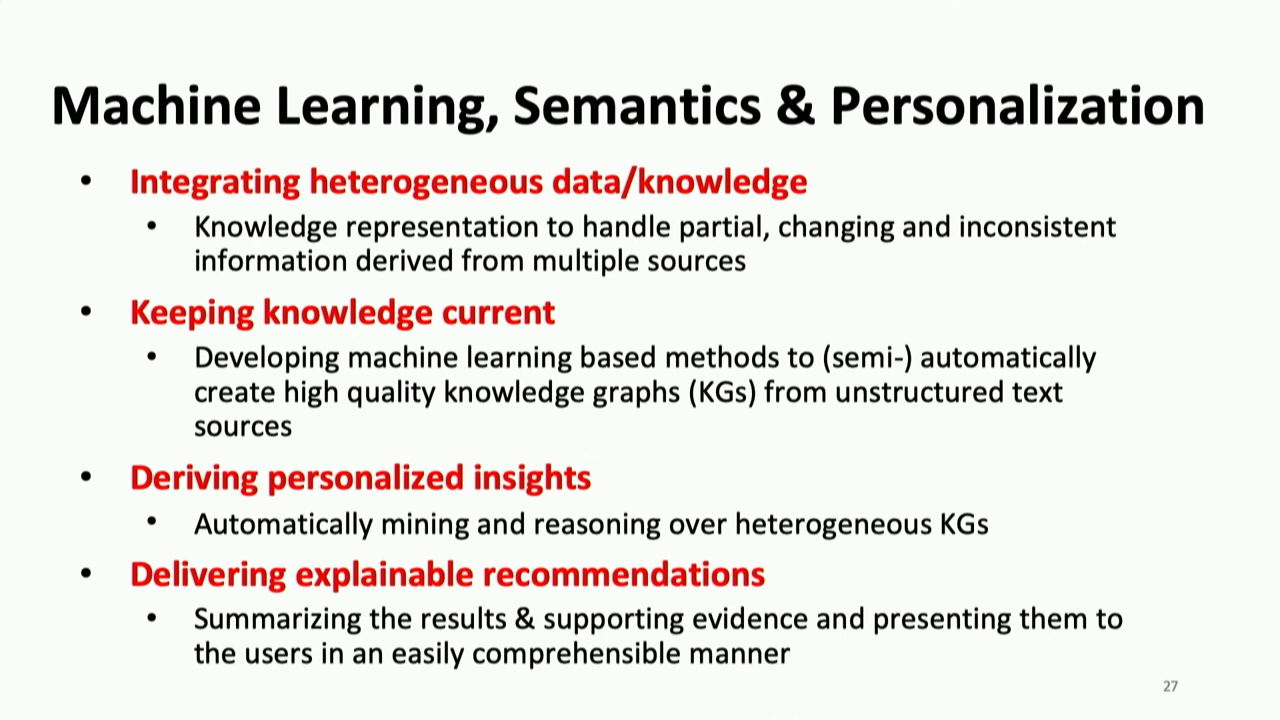 Machine Learning, Semantics & Personalization
• Integrating heterogeneous data/knowledge
• Knowledge representation to handle partial, changing and inconsistent
information derived from multiple sources
• Keeping knowledge current
• Developing machine learning based methods to (semi-) automatically
create high quality knowledge graphs (KGs) from unstructured text
sources
• Deriving personalized insights
• Automatically mining and reasoning over heterogeneous KGs
• Delivering explainable recommendations
• Summarizing the results & supporting evidence and presenting them to
the users in an easily comprehensible manner
27